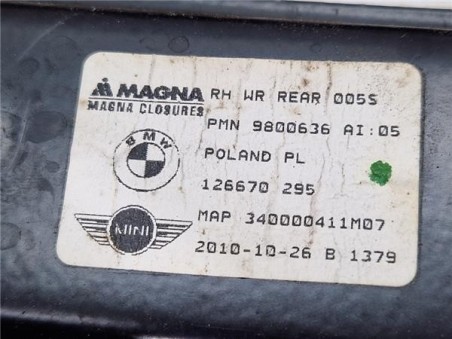 MAGNA RH WR REAR 005S
MAGNA CLOSURES
PMN 9800636 AI:05
BMW
POLAND PL
126670 295
MINI
MAP 340000411M07
2010-10-26 B 1379